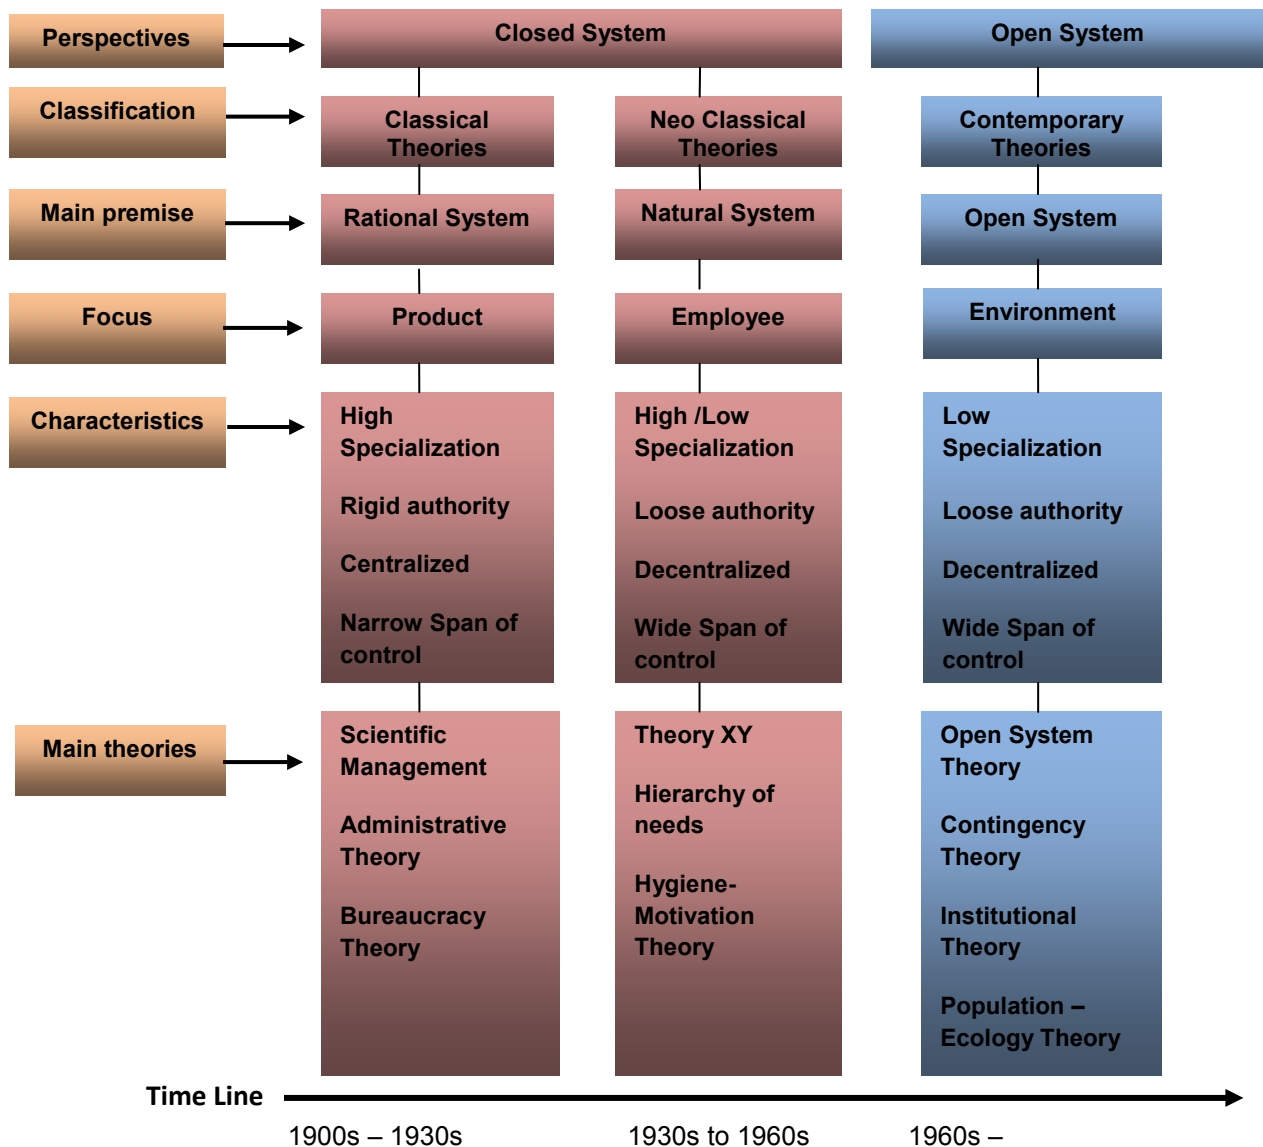 Perspectives
Closed System
Open System
Classification
Classical
Theories
Neo Classical
Theories
Contemporary
Theories
Main premise
Rational System
Natural System
Open System
Focus
Product
Employee
Environment
Characteristics
High
Specialization
Rigid authority
Centralized
Narrow Span of
control
High /Low
Specialization
Loose authority
Decentralized
Wide Span of
control
Low
Specialization
Loose authority
Decentralized
Wide Span of
control
Main theories
Scientific
Management
Administrative
Theory
Bureaucracy
Theory
Theory XY
Hierarchy of
needs
Hygiene-
Motivation
Theory
Open System
Theory
Contingency
Theory
Institutional
Theory
Population –
Ecology Theory
Time Line
1900s – 1930s
1930s to 1960s
1960s –